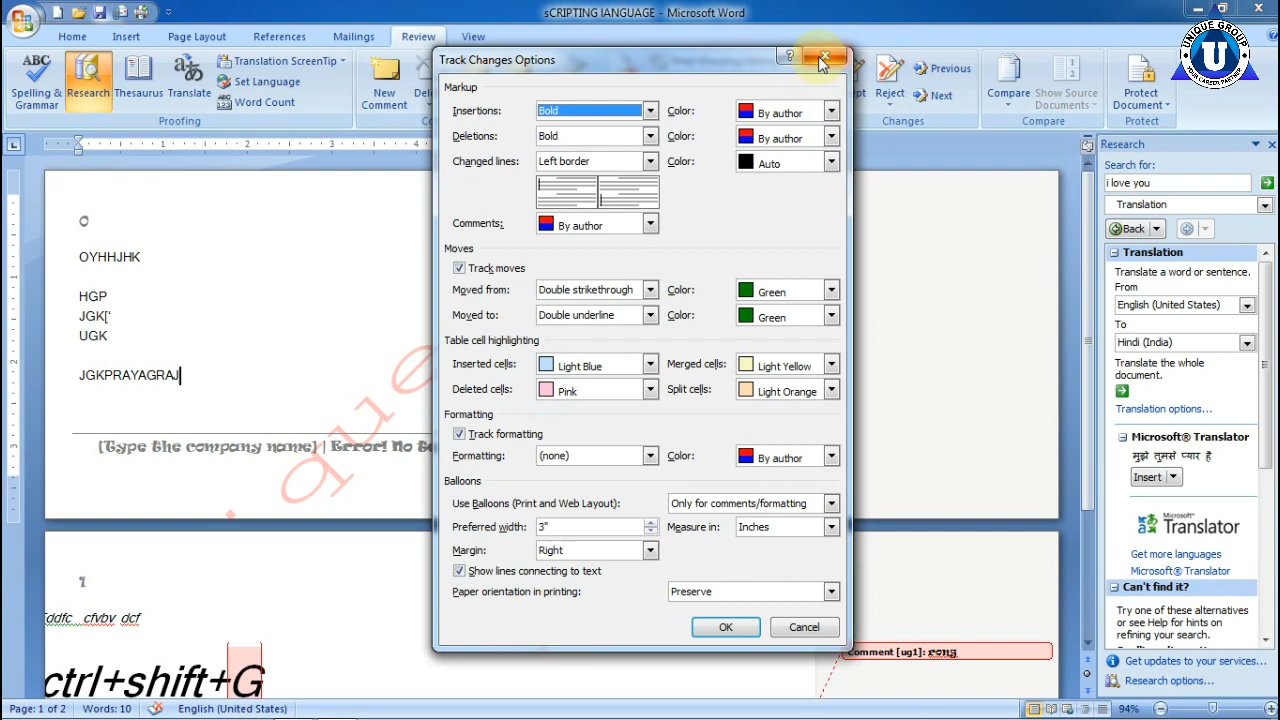 sCRIPTING lANGUAGE - Microsoft Word
UNIQUE GROUP
U
YOUR CAREER PARTNER
Home
Insert
Page Layout
References
Mailings
Review
View
Spelling & Grammar
Research
Thesaurus
Translate
Translation ScreenTip
Set Language
Word Count
Proofing
New Comment
Reject
Previous
Next
Changes
Compare
Show Source Documents
Compare
Protect Document
Protect
Track Changes Options
Markup
Insertions: Bold Color: By author
Deletions: Bold Color: By author
Changed lines: Left border Color: Auto
Comments: By author
Moves
Track moves
Moved from: Double strikethrough Color: Green
Moved to: Double underline Color: Green
Table cell highlighting
Inserted cells: Light Blue Merged cells: Light Yellow
Deleted cells: Pink Split cells: Light Orange
Formatting
Track formatting
Formatting: (none) Color: By author
Balloons
Use Balloons (Print and Web Layout): Only for comments/formatting
Preferred width: 3" Measure in: Inches
Margin: Right
Show lines connecting to text
Paper orientation in printing: Preserve
OK Cancel
OYHHJHK
HGP
JGK['
UGK
JGKPRAYAGRAJ
[Type the company name] | Error! No te
que
ddfc cfvbv dcf
ctrl+shift+G
Comment [ug1]: rong
Research
Search for:
i love you
Translation
Back
Translation
Translate a word or sentence.
From
English (United States)
To
Hindi (India)
Translate the whole
document.
Translation options...
Microsoft® Translator
मुझे तुमसे प्यार है
Insert
Microsoft®
Translator
Get more languages
Microsoft® Translator
Can't find it?
Try one of these alternatives
or see Help for hints on
refining your search.
Get updates to your services...
Research options...
Page: 1 of 2
Words: 10
English (United States)
94%